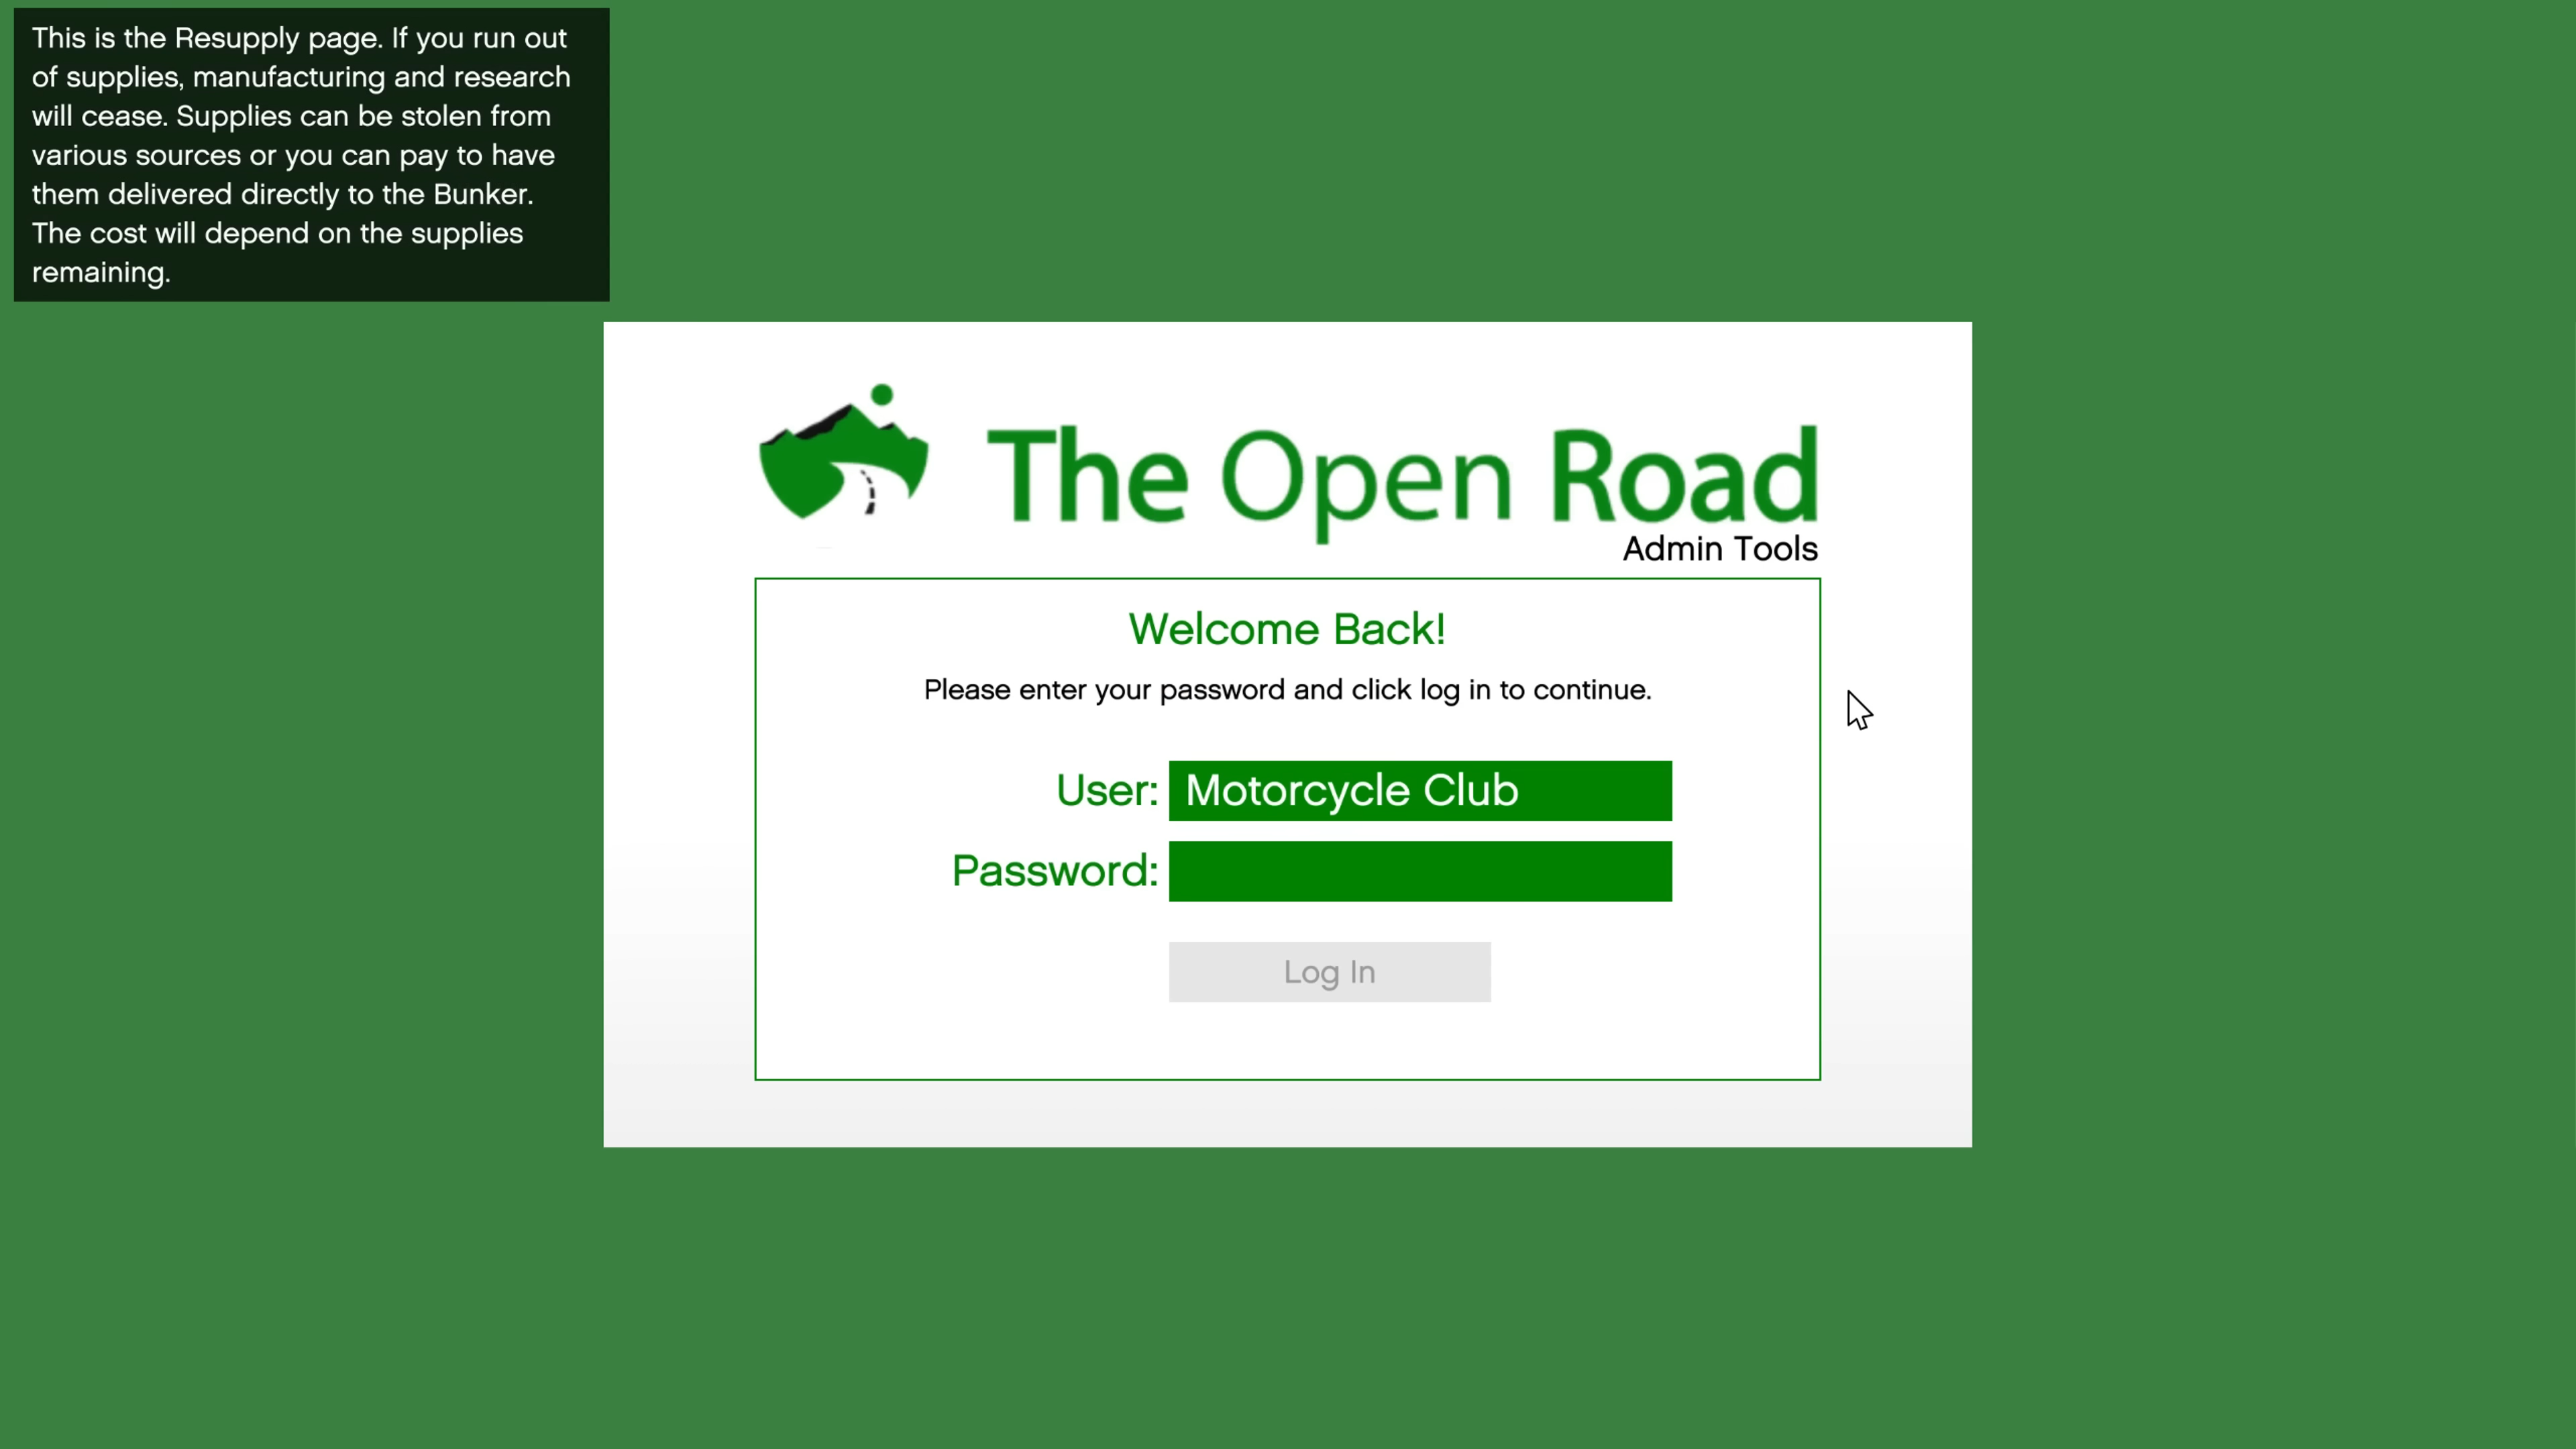 This is the Resupply page. If you run out
of supplies, manufacturing and research
will cease. Supplies can be stolen from
various sources or you can pay to have
them delivered directly to the Bunker.
The cost will depend on the supplies
remaining.
The Open Road
Admin Tools
Welcome Back!
Please enter your password and click log in to continue.
User: Motorcycle Club
Password:
Log In